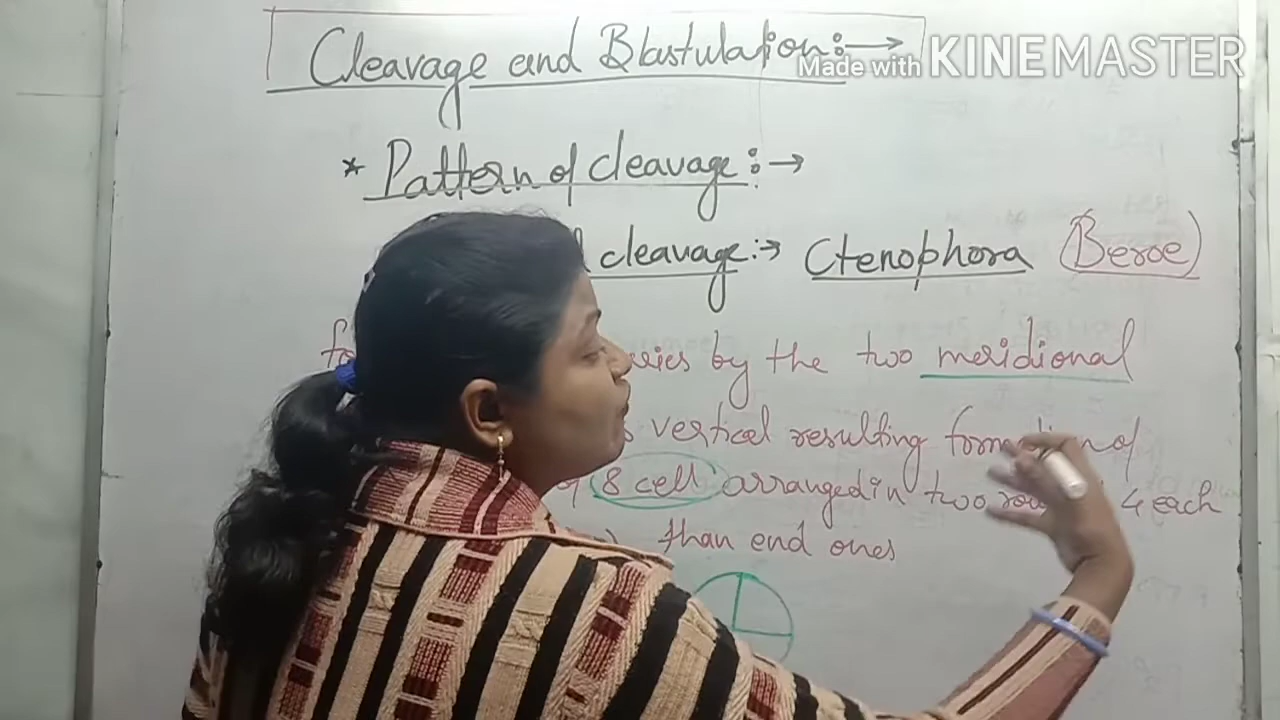 Cleavage and Blastulation:→
Made with KINEMASTER
* Pattern of cleavage:→
cleavage:→ Ctenophora (Beroe)
by the two meridional
vertical resulting formation of
8 cell arranged in two 4 each
than end ones